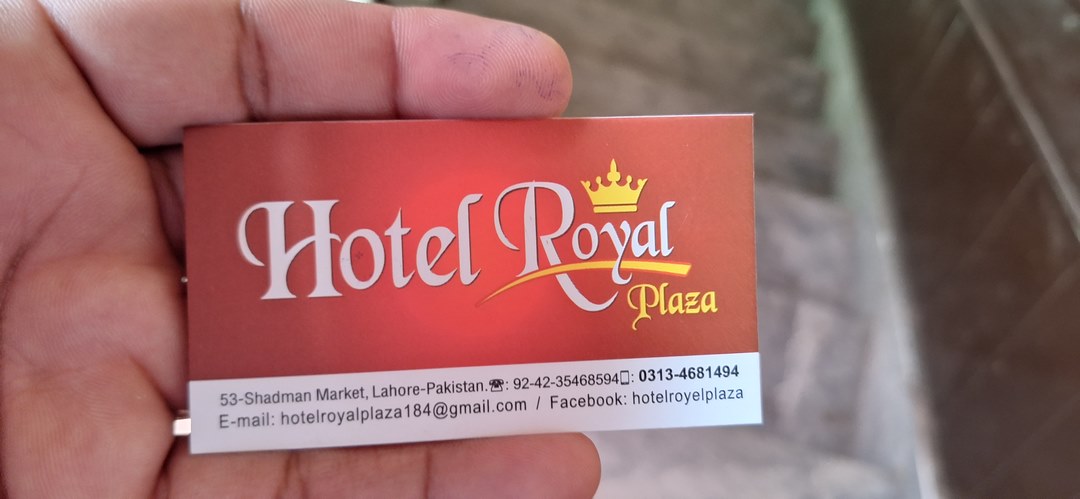 Hotel Royal
Plaza
53-Shadman Market, Lahore-Pakistan.☎: 92-42-35468594▯: 0313-4681494
E-mail: hotelroyalplaza184@gmail.com / Facebook: hotelroyelplaza